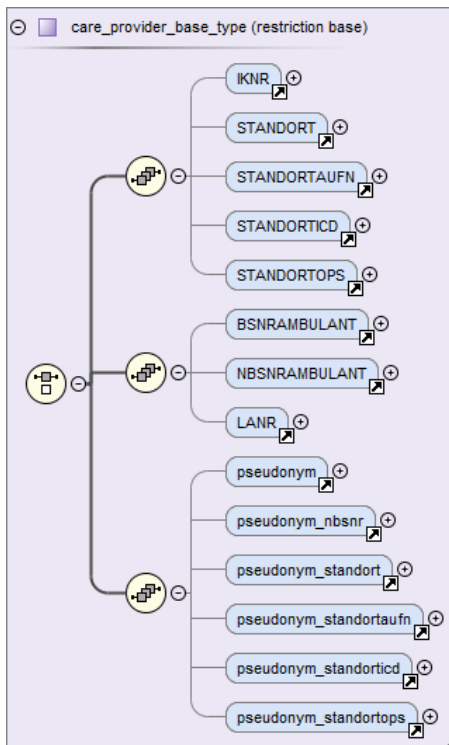 care_provider_base_type (restriction base)
IKNR
STANDORT
STANDORTAUFN
STANDORTICD
STANDORTOPS
BSNRAMBULANT
NBSNRAMBULANT
LANR
pseudonym
pseudonym_nbsnr
pseudonym_standort
pseudonym_standortaufn
pseudonym_standorticd
pseudonym_standortops